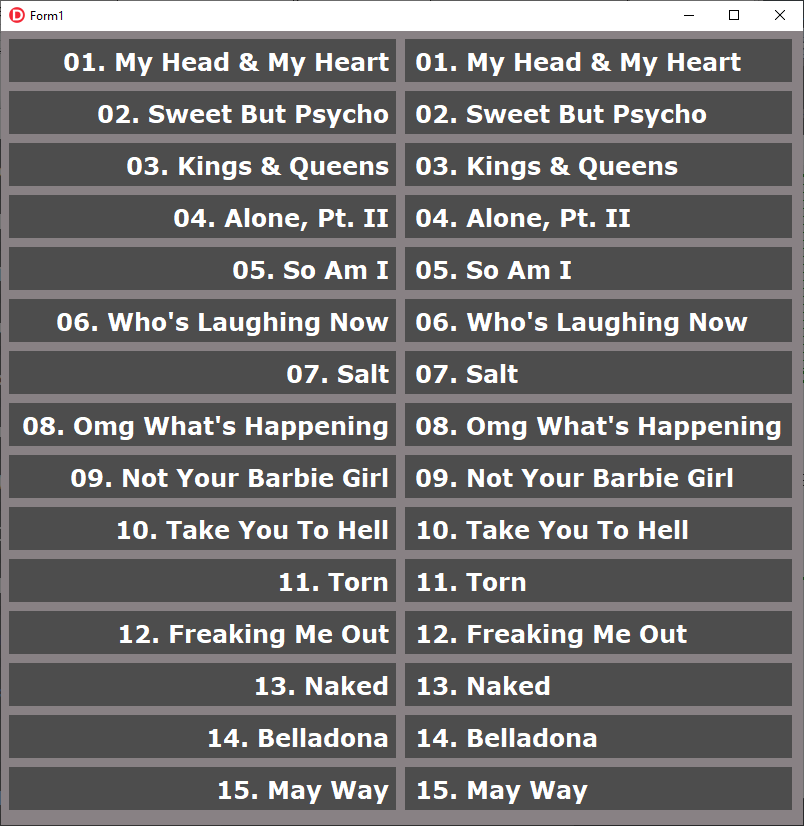 Form1
01. My Head & My Heart 01. My Head & My Heart
02. Sweet But Psycho 02. Sweet But Psycho
03. Kings & Queens 03. Kings & Queens
04. Alone, Pt. II 04. Alone, Pt. II
05. So Am I 05. So Am I
06. Who's Laughing Now 06. Who's Laughing Now
07. Salt 07. Salt
08. Omg What's Happening 08. Omg What's Happening
09. Not Your Barbie Girl 09. Not Your Barbie Girl
10. Take You To Hell 10. Take You To Hell
11. Torn 11. Torn
12. Freaking Me Out 12. Freaking Me Out
13. Naked 13. Naked
14. Belladona 14. Belladona
15. May Way 15. May Way